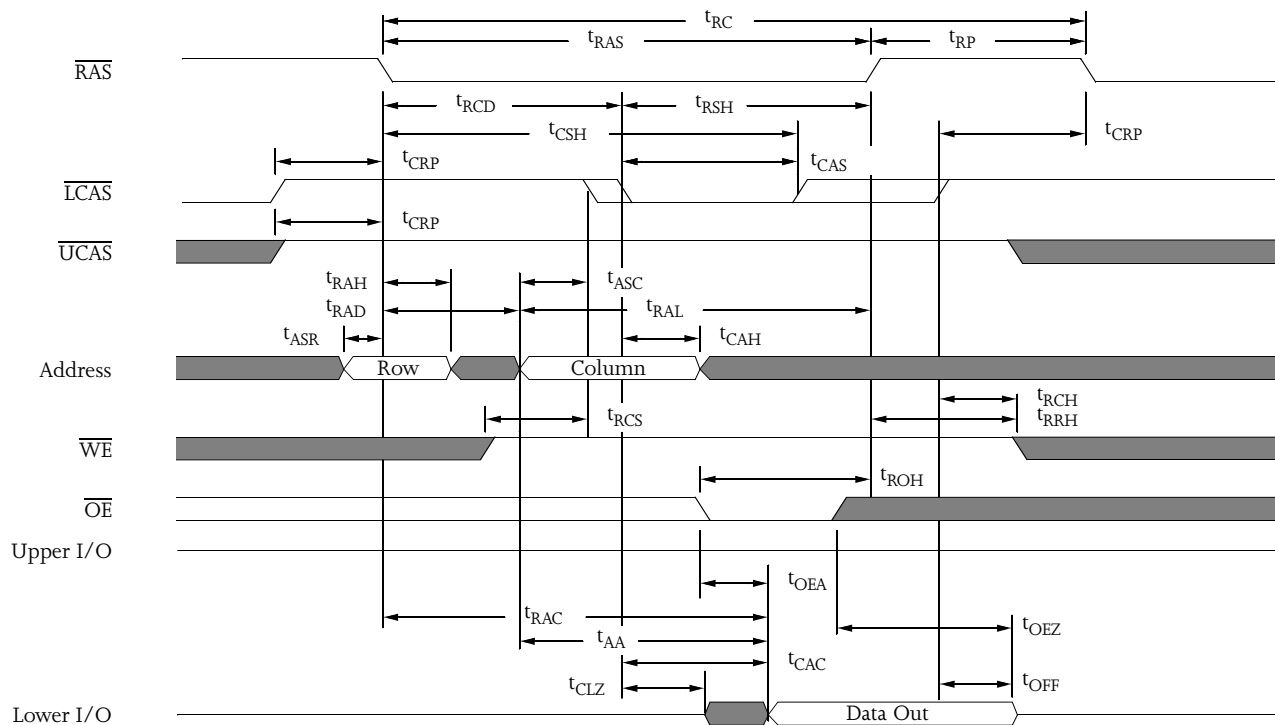 tRC
tRAS
tRP
RAS
tRCD
tRSH
tCSH
tCRP
tCRP
tCAS
LCAS
tCRP
UCAS
tRAH
tASC
tRAD
tRAL
tASR
tCAH
Address
Row
Column
tRCH
tRCS
tRRH
WE
tROH
OE
Upper I/O
tOEA
tRAC
tOEZ
tAA
tCAC
tCLZ
tOFF
Lower I/O
Data Out